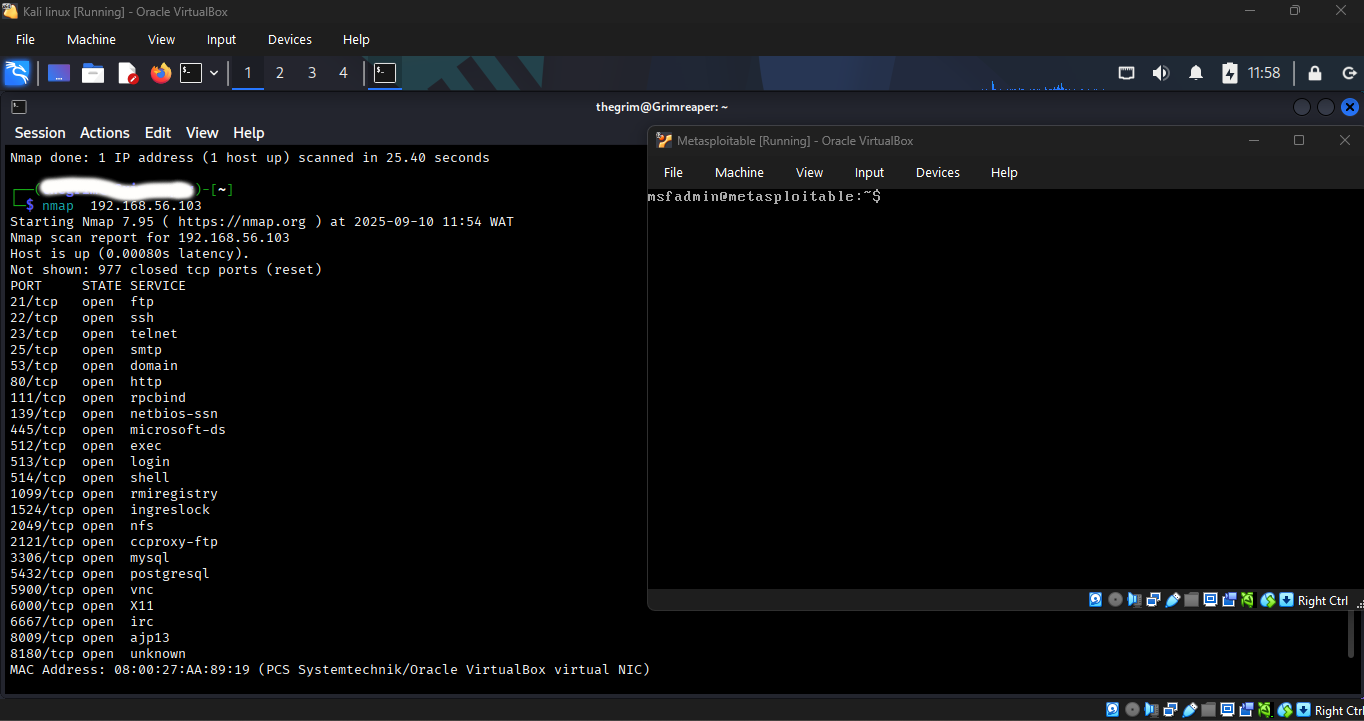 Kali linux [Running] - Oracle VirtualBox
File Machine View Input Devices Help
1 2 3 4 11:58
thegrim@Grimreaper: ~
Session Actions Edit View Help
Nmap done: 1 IP address (1 host up) scanned in 25.40 seconds
)-[~]
$ nmap 192.168.56.103
Starting Nmap 7.95 ( https://nmap.org ) at 2025-09-10 11:54 WAT
Nmap scan report for 192.168.56.103
Host is up (0.00080s latency).
Not shown: 977 closed tcp ports (reset)
PORT STATE SERVICE
21/tcp open ftp
22/tcp open ssh
23/tcp open telnet
25/tcp open smtp
53/tcp open domain
80/tcp open http
111/tcp open rpcbind
139/tcp open netbios-ssn
445/tcp open microsoft-ds
512/tcp open exec
513/tcp open login
514/tcp open shell
1099/tcp open rmiregistry
1524/tcp open ingreslock
2049/tcp open nfs
2121/tcp open ccproxy-ftp
3306/tcp open mysql
5432/tcp open postgresql
5900/tcp open vnc
6000/tcp open X11
6667/tcp open irc
8009/tcp open ajp13
8180/tcp open unknown
MAC Address: 08:00:27:AA:89:19 (PCS Systemtechnik/Oracle VirtualBox virtual NIC)
Metasploitable [Running] - Oracle VirtualBox
File Machine View Input Devices Help
msfadmin@metasploitable:~$
Right Ctrl
Right Ctrl